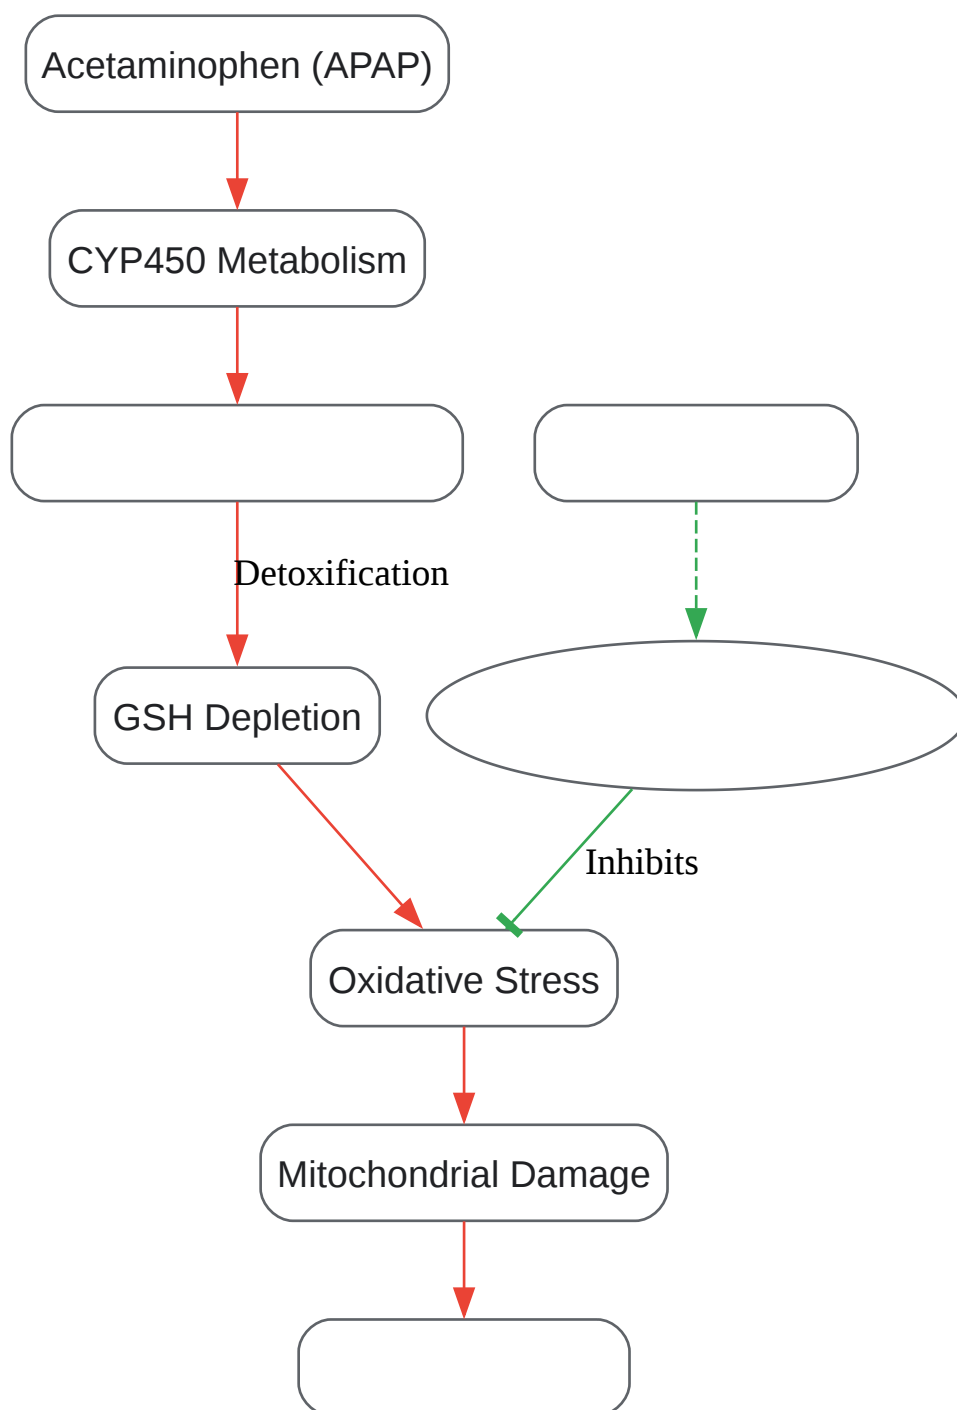 Acetaminophen (APAP)
CYP450 Metabolism
Detoxification
GSH Depletion
Inhibits
Oxidative Stress
Mitochondrial Damage